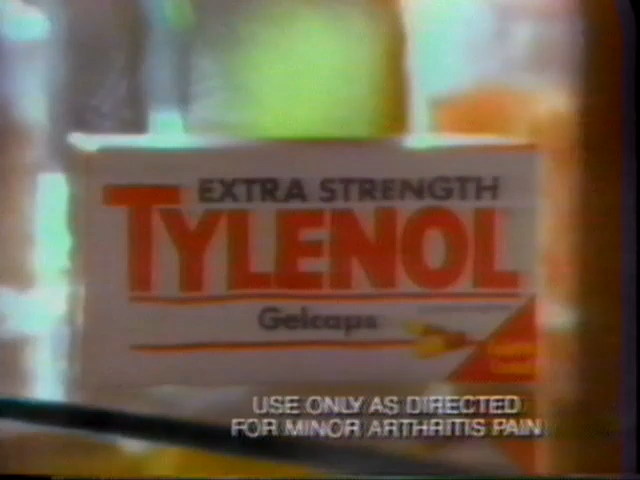 EXTRA STRENGTH
TYLENOL
Gelcaps
USE ONLY AS DIRECTED
FOR MINOR ARTHRITIS PAIN